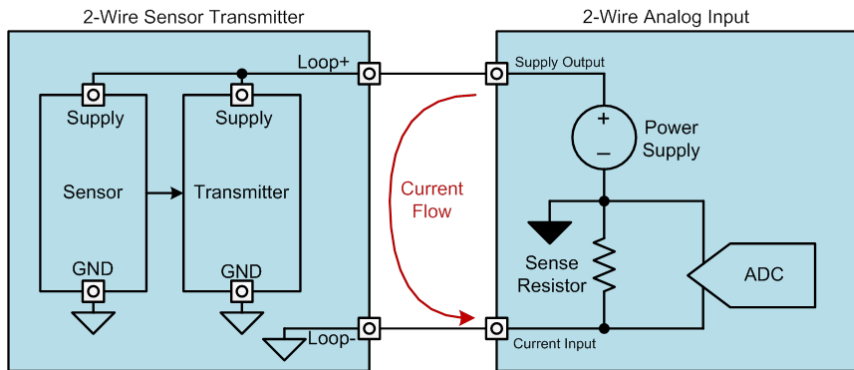 2-Wire Sensor Transmitter
2-Wire Analog Input
Loop+
Supply Output
Supply
Supply
+
–
Power
Supply
Sensor
Transmitter
Current
Flow
Sense
Resistor
ADC
GND
GND
Loop-
Current Input